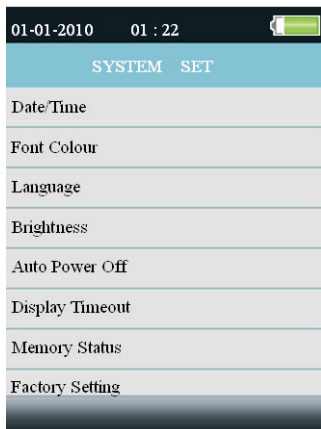 01-01-2010 01 : 22
SYSTEM SET
Date/Time
Font Colour
Language
Brightness
Auto Power Off
Display Timeout
Memory Status
Factory Setting